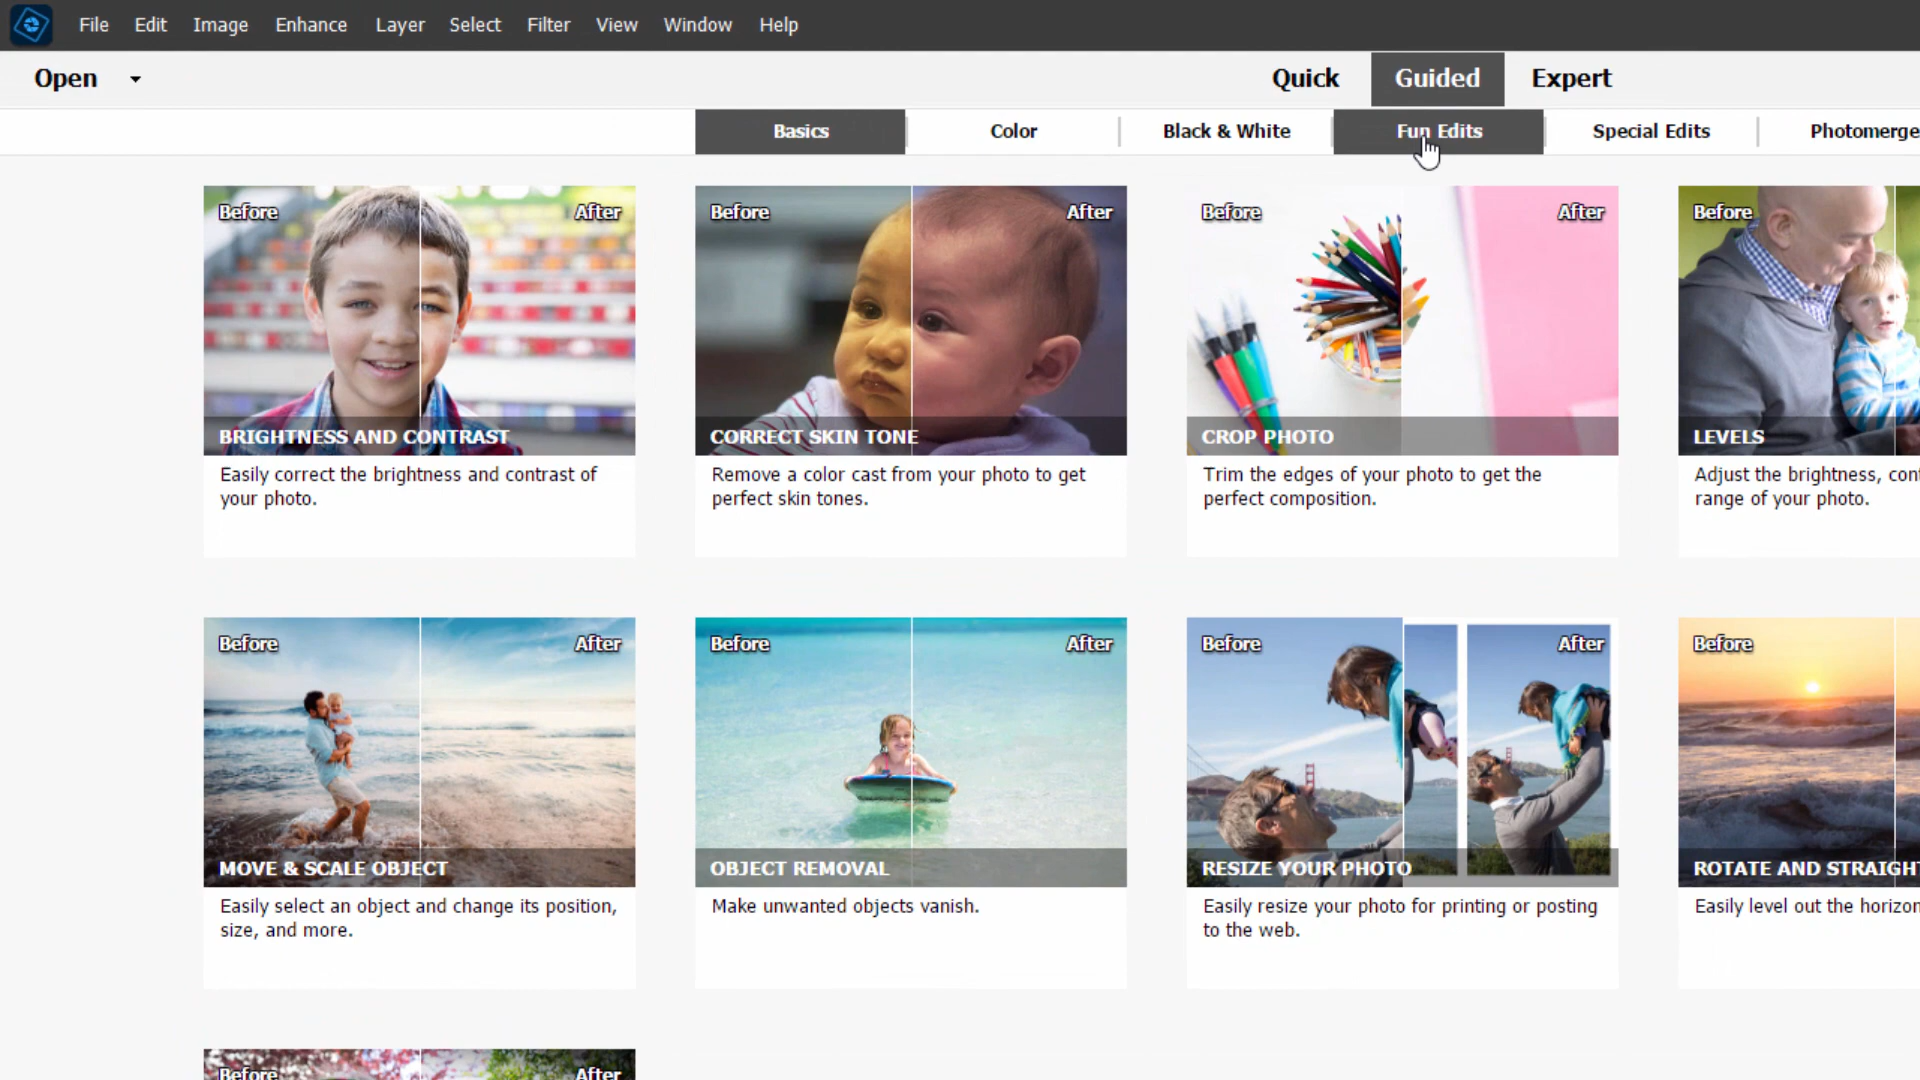 File Edit Image Enhance Layer Select Filter View Window Help
Open Quick Guided Expert
Basics Color Black & White Fun Edits Special Edits Photomerge
Before After Before After Before After Before
BRIGHTNESS AND CONTRAST CORRECT SKIN TONE CROP PHOTO LEVELS
Easily correct the brightness and contrast of
your photo.
Remove a color cast from your photo to get
perfect skin tones.
Trim the edges of your photo to get the
perfect composition.
Adjust the brightness, con
range of your photo.
Before After Before After Before After Before
MOVE & SCALE OBJECT OBJECT REMOVAL RESIZE YOUR PHOTO ROTATE AND STRAIGH
Easily select an object and change its position,
size, and more.
Make unwanted objects vanish.
Easily resize your photo for printing or posting
to the web.
Easily level out the horizon
Before After